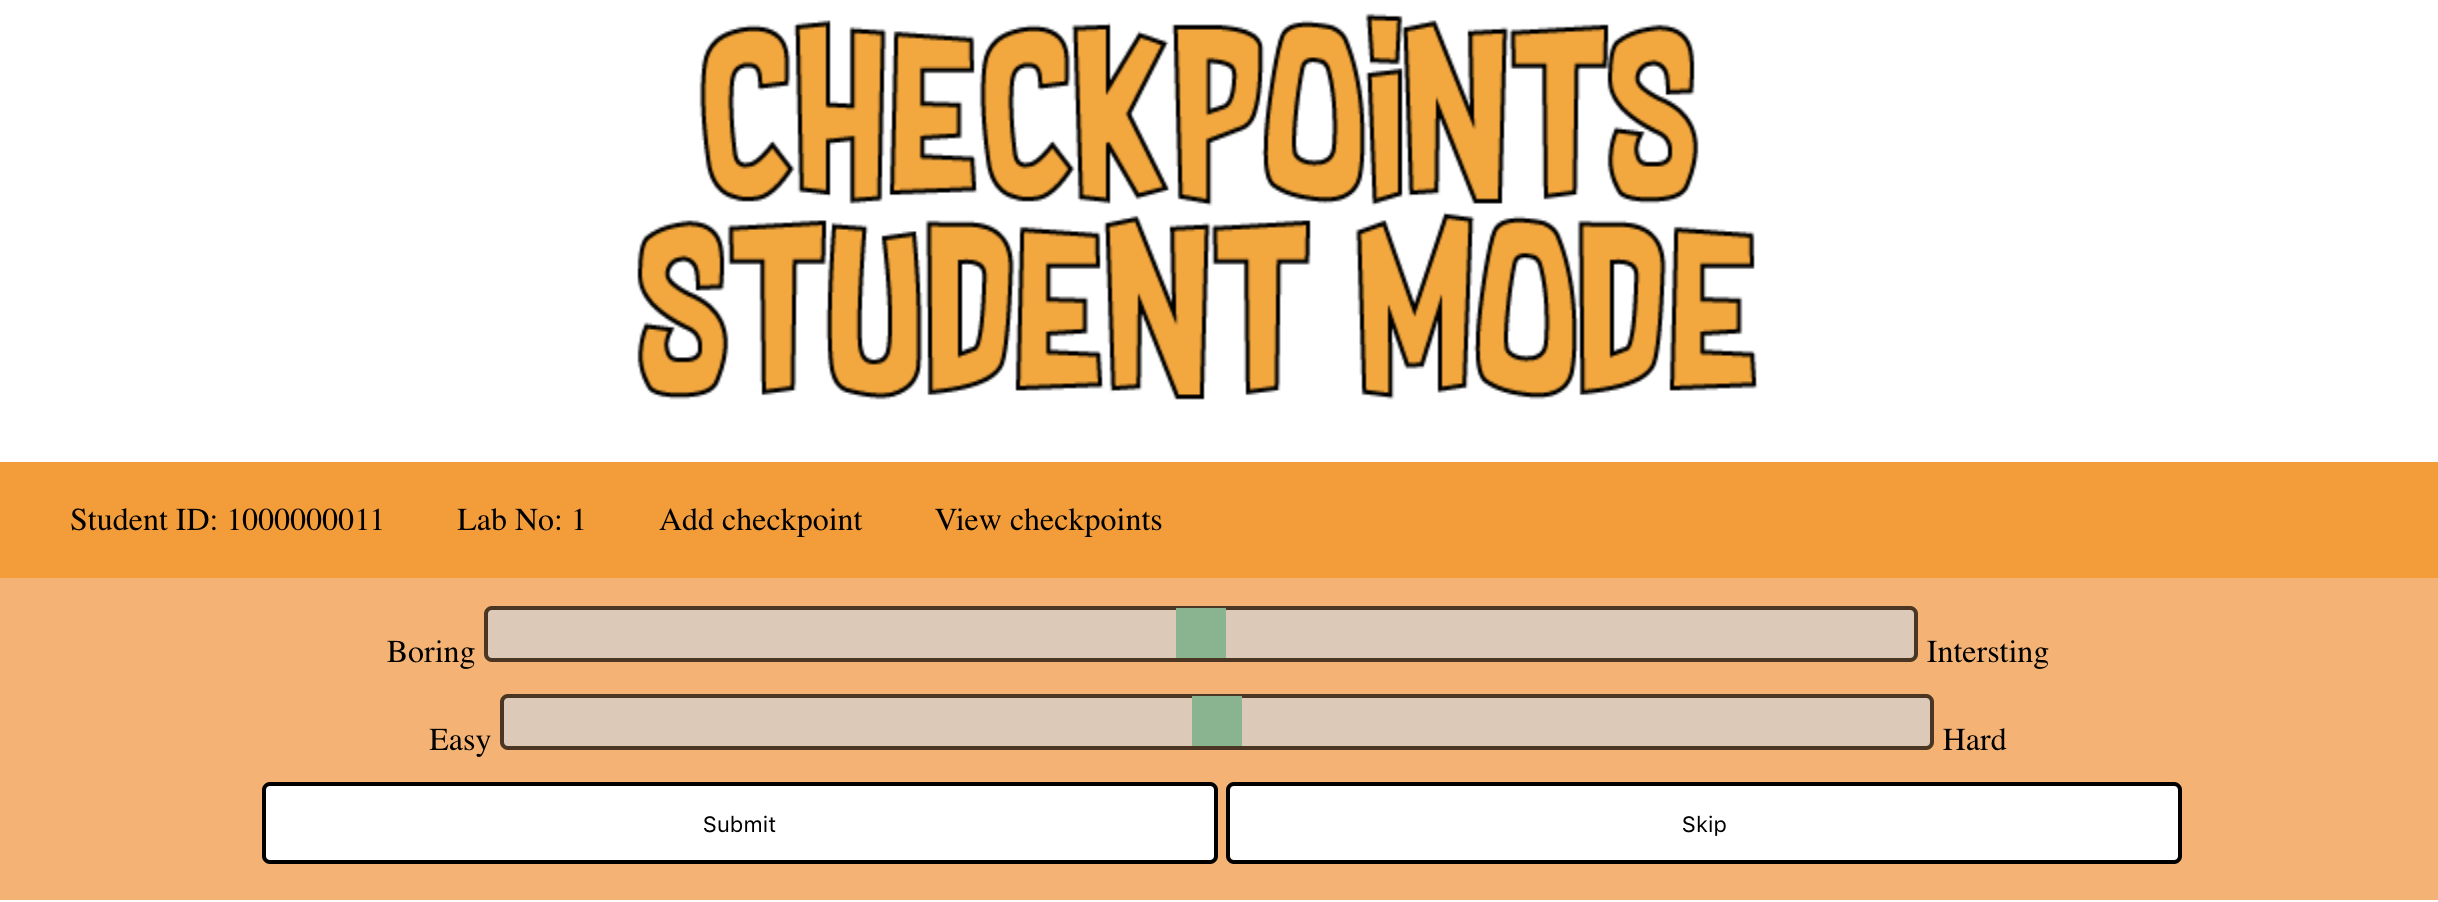 CHECKPOiNTS
STUDENT MODE
Student ID: 1000000011 Lab No: 1 Add checkpoint View checkpoints
Boring Intersting
Easy Hard
Submit Skip